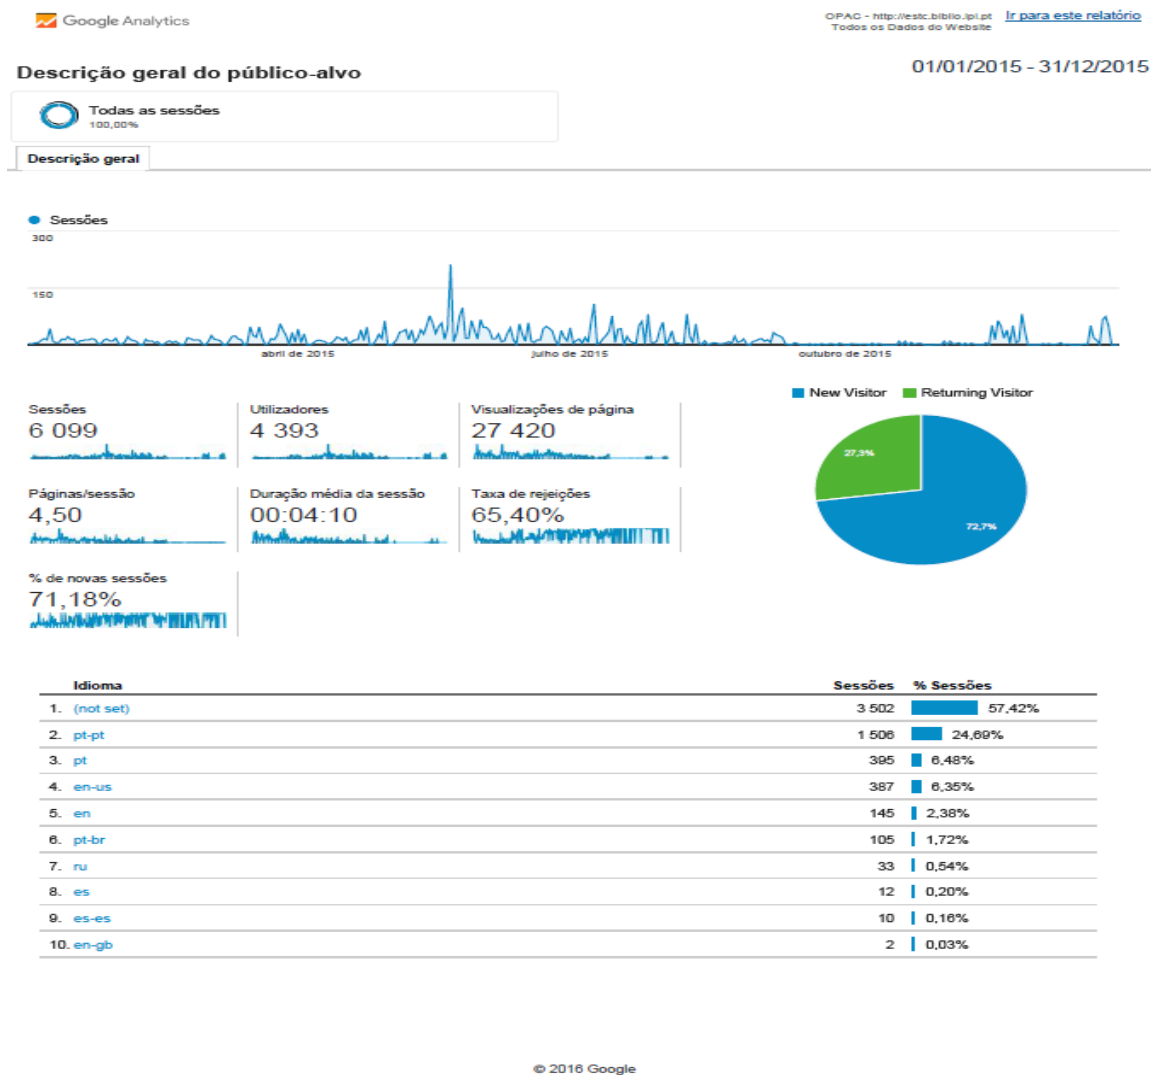 Google Analytics
OPAC - http://estc.biblio.ipl.pt Ir para este relatório
Todos os Dados do Website
Descrição geral do público-alvo
01/01/2015 - 31/12/2015
Todas as sessões
100,00%
Descrição geral
Sessões
300
150
abril de 2015 julho de 2015 outubro de 2015
New Visitor Returning Visitor
Sessões Utilizadores Visualizações de página
6 099 4 393 27 420
27,3%
72,7%
Páginas/sessão Duração média da sessão Taxa de rejeições
4,50 00:04:10 65,40%
% de novas sessões
71,18%
Idioma Sessões % Sessões
1. (not set) 3 502 57,42%
2. pt-pt 1 506 24,69%
3. pt 395 6,48%
4. en-us 387 6,35%
5. en 145 2,38%
6. pt-br 105 1,72%
7. ru 33 0,54%
8. es 12 0,20%
9. es-es 10 0,16%
10. en-gb 2 0,03%
© 2016 Google